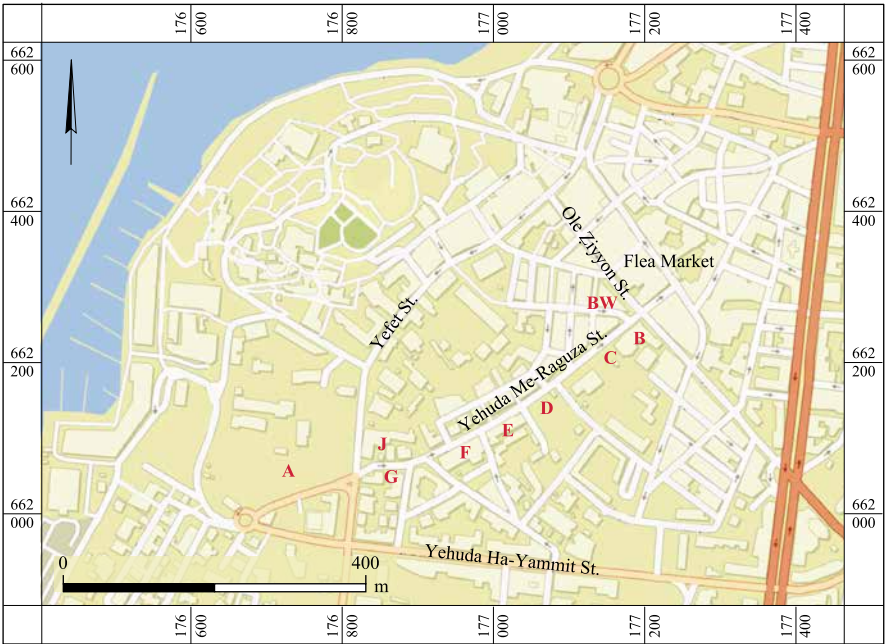 176
600
176
800
177
000
177
200
177
400
662
600
662
600
662
400
662
400
Ole Ziyyon St.
Flea Market
BW
Yefet St.
B
C
662
200
662
200
Yehuda Me-Raguza St.
D
E
J
F
A
G
662
000
662
000
Yehuda Ha-Yammit St.
0
400
m
176
600
176
800
177
000
177
200
177
400